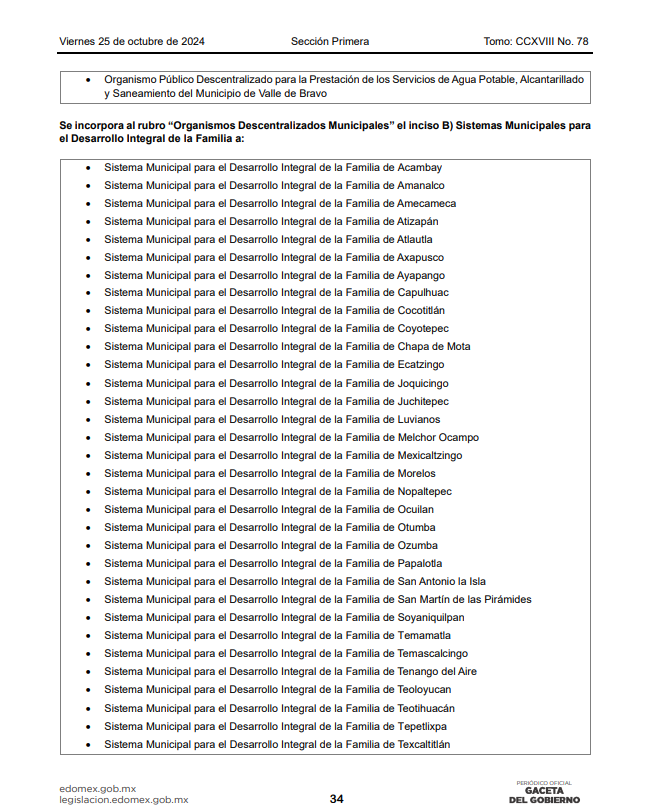 Viernes 25 de octubre de 2024 Sección Primera Tomo: CCXVIII No. 78
• Organismo Público Descentralizado para la Prestación de los Servicios de Agua Potable, Alcantarillado
y Saneamiento del Municipio de Valle de Bravo
Se incorpora al rubro “Organismos Descentralizados Municipales” el inciso B) Sistemas Municipales para
el Desarrollo Integral de la Familia a:
• Sistema Municipal para el Desarrollo Integral de la Familia de Acambay
• Sistema Municipal para el Desarrollo Integral de la Familia de Amanalco
• Sistema Municipal para el Desarrollo Integral de la Familia de Amecameca
• Sistema Municipal para el Desarrollo Integral de la Familia de Atizapán
• Sistema Municipal para el Desarrollo Integral de la Familia de Atlautla
• Sistema Municipal para el Desarrollo Integral de la Familia de Axapusco
• Sistema Municipal para el Desarrollo Integral de la Familia de Ayapango
• Sistema Municipal para el Desarrollo Integral de la Familia de Capulhuac
• Sistema Municipal para el Desarrollo Integral de la Familia de Cocotitlán
• Sistema Municipal para el Desarrollo Integral de la Familia de Coyotepec
• Sistema Municipal para el Desarrollo Integral de la Familia de Chapa de Mota
• Sistema Municipal para el Desarrollo Integral de la Familia de Ecatzingo
• Sistema Municipal para el Desarrollo Integral de la Familia de Joquicingo
• Sistema Municipal para el Desarrollo Integral de la Familia de Juchitepec
• Sistema Municipal para el Desarrollo Integral de la Familia de Luvianos
• Sistema Municipal para el Desarrollo Integral de la Familia de Melchor Ocampo
• Sistema Municipal para el Desarrollo Integral de la Familia de Mexicaltzingo
• Sistema Municipal para el Desarrollo Integral de la Familia de Morelos
• Sistema Municipal para el Desarrollo Integral de la Familia de Nopaltepec
• Sistema Municipal para el Desarrollo Integral de la Familia de Ocuilan
• Sistema Municipal para el Desarrollo Integral de la Familia de Otumba
• Sistema Municipal para el Desarrollo Integral de la Familia de Ozumba
• Sistema Municipal para el Desarrollo Integral de la Familia de Papalotla
• Sistema Municipal para el Desarrollo Integral de la Familia de San Antonio la Isla
• Sistema Municipal para el Desarrollo Integral de la Familia de San Martín de las Pirámides
• Sistema Municipal para el Desarrollo Integral de la Familia de Soyaniquilpan
• Sistema Municipal para el Desarrollo Integral de la Familia de Temamatla
• Sistema Municipal para el Desarrollo Integral de la Familia de Temascalcingo
• Sistema Municipal para el Desarrollo Integral de la Familia de Tenango del Aire
• Sistema Municipal para el Desarrollo Integral de la Familia de Teoloyucan
• Sistema Municipal para el Desarrollo Integral de la Familia de Teotihuacán
• Sistema Municipal para el Desarrollo Integral de la Familia de Tepetlixpa
• Sistema Municipal para el Desarrollo Integral de la Familia de Texcaltitlán
edomex.gob.mx
legislacion.edomex.gob.mx
34
PERIÓDICO OFICIAL
GACETA
DEL GOBIERNO